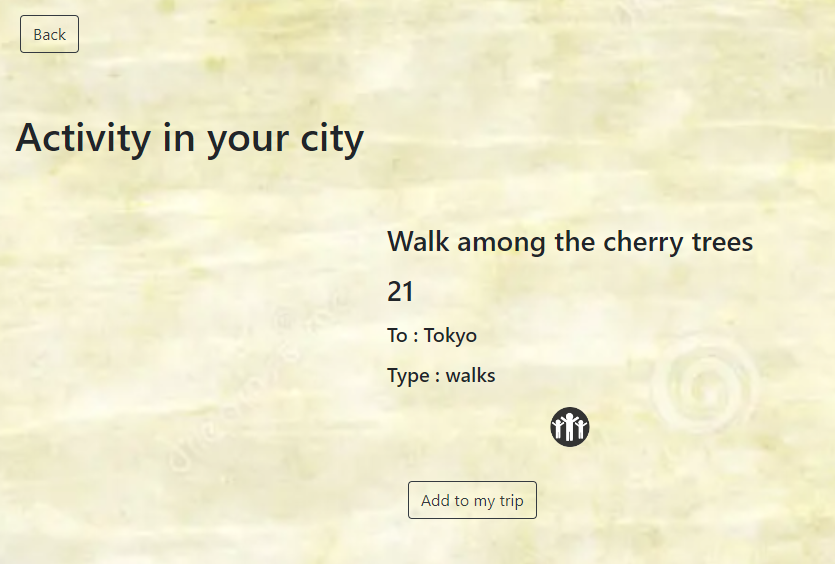 Back
Activity in your city
Walk among the cherry trees
21
To : Tokyo
Type : walks
Add to my trip